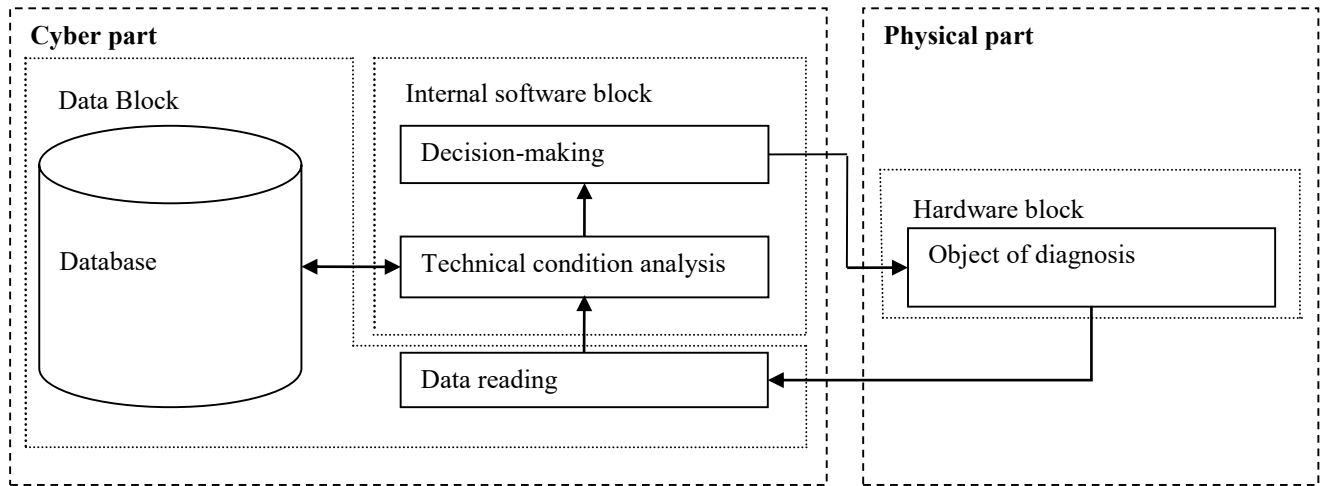 Cyber part
Data Block
Database
Internal software block
Decision-making
Technical condition analysis
Data reading
Physical part
Hardware block
Object of diagnosis